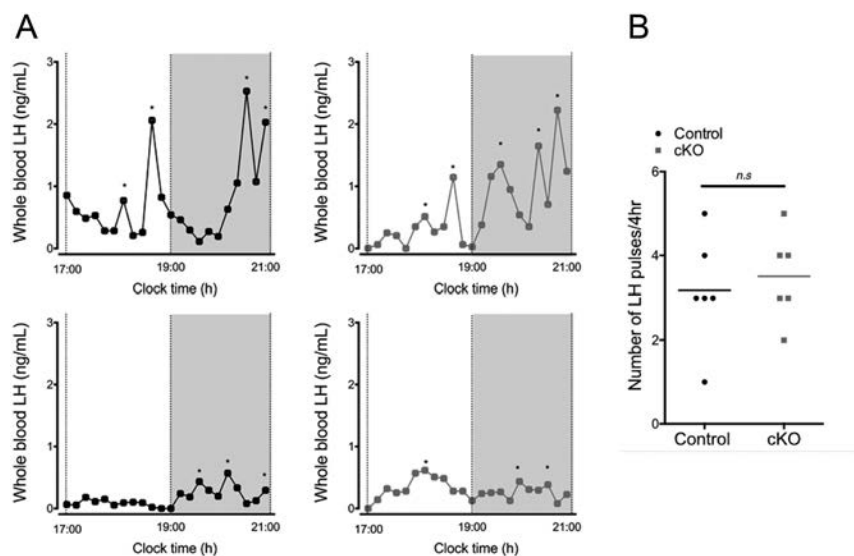 A
B
Whole blood LH (ng/mL)
3
2
1
0
* * * *
17:00 19:00 21:00
Clock time (h)
Whole blood LH (ng/mL)
3
2
1
0
* * * * *
17:00 19:00 21:00
Clock time (h)
Whole blood LH (ng/mL)
3
2
1
0
* * *
17:00 19:00 21:00
Clock time (h)
Whole blood LH (ng/mL)
3
2
1
0
* * *
17:00 19:00 21:00
Clock time (h)
Control
cKO
Number of LH pulses/4hr
6
4
2
0
n.s
Control cKO